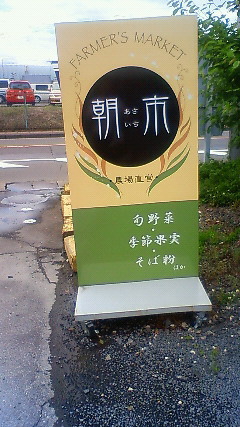 FARMER'S MARKET
朝市
あさいち
農場直営
旬野菜
・
季節果実
・
そば粉
ほか